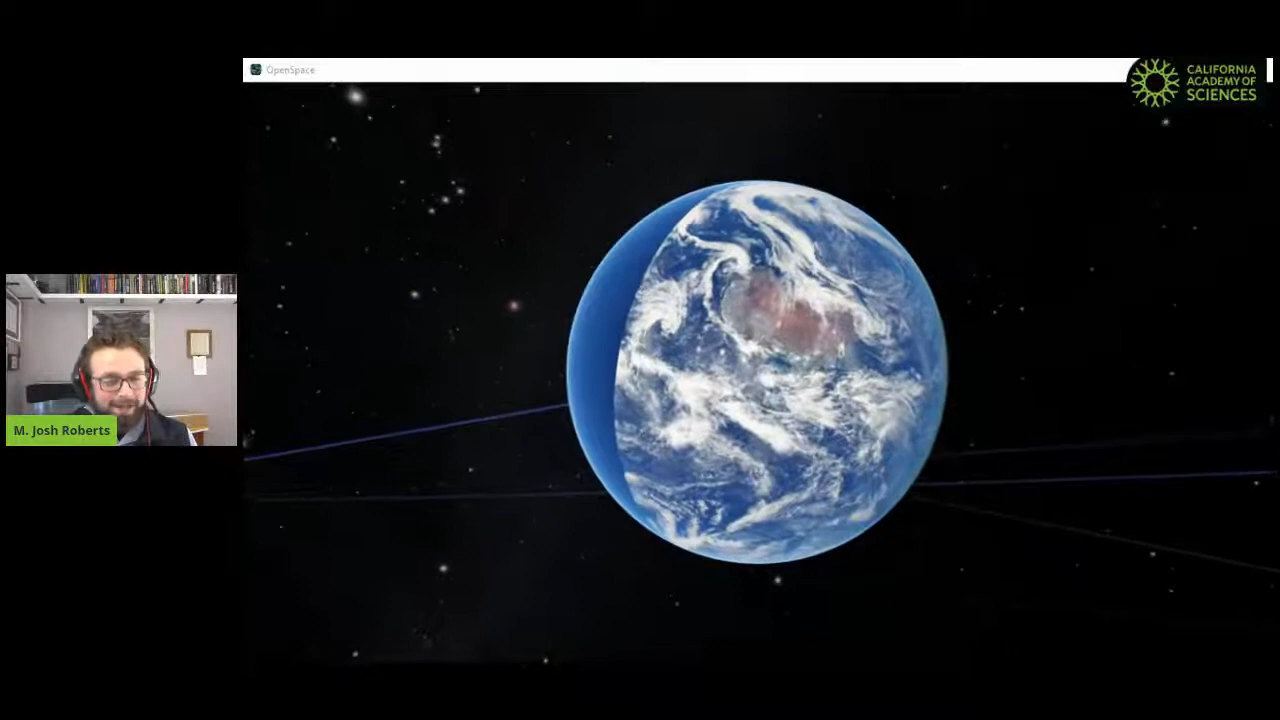 OpenSpace
CALIFORNIA
ACADEMY OF
SCIENCES
M. Josh Roberts